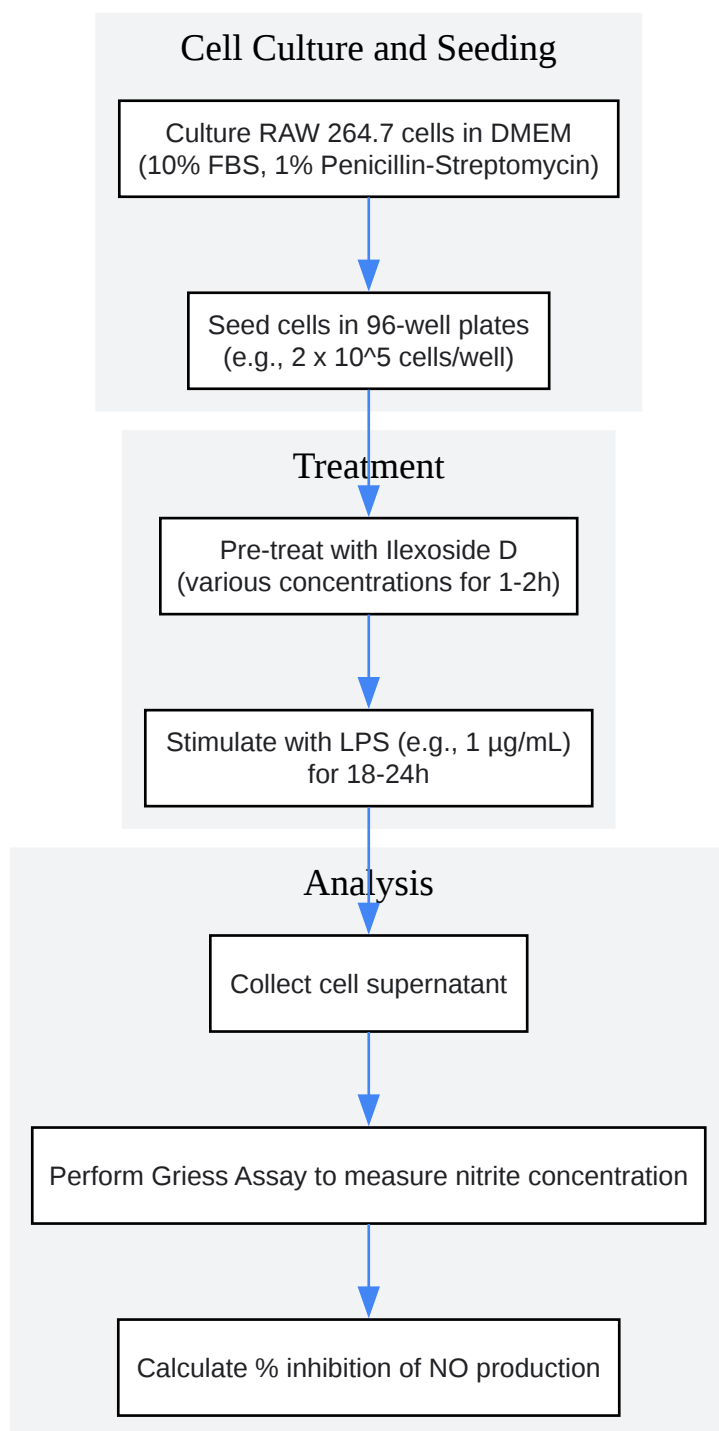 Cell Culture and Seeding
Culture RAW 264.7 cells in DMEM
(10% FBS, 1% Penicillin-Streptomycin)
Seed cells in 96-well plates
(e.g., 2 x 10^5 cells/well)
Treatment
Pre-treat with Ilexoside D
(various concentrations for 1-2h)
Stimulate with LPS (e.g., 1 µg/mL)
for 18-24h
Analysis
Collect cell supernatant
Perform Griess Assay to measure nitrite concentration
Calculate % inhibition of NO production